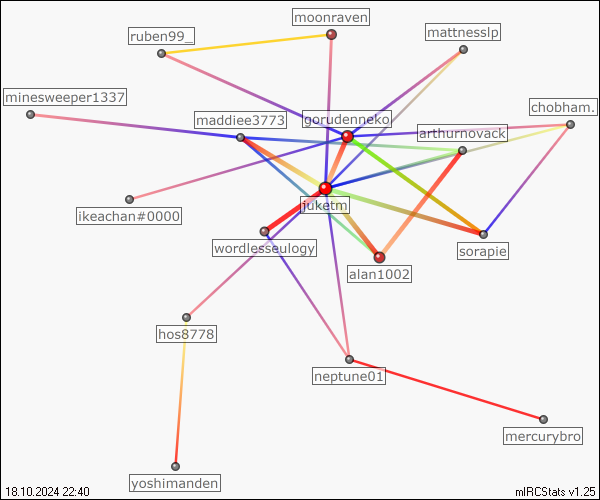 moonraven
ruben99_
mattnesslp
minesweeper1337
chobham.
maddiee3773
gorudenneko
arthurnovack
juketm
ikeachan#0000
wordlesseulogy
sorapie
alan1002
hos8778
neptune01
mercurybro
yoshimanden
18.10.2024 22:40
mIRCStats v1.25